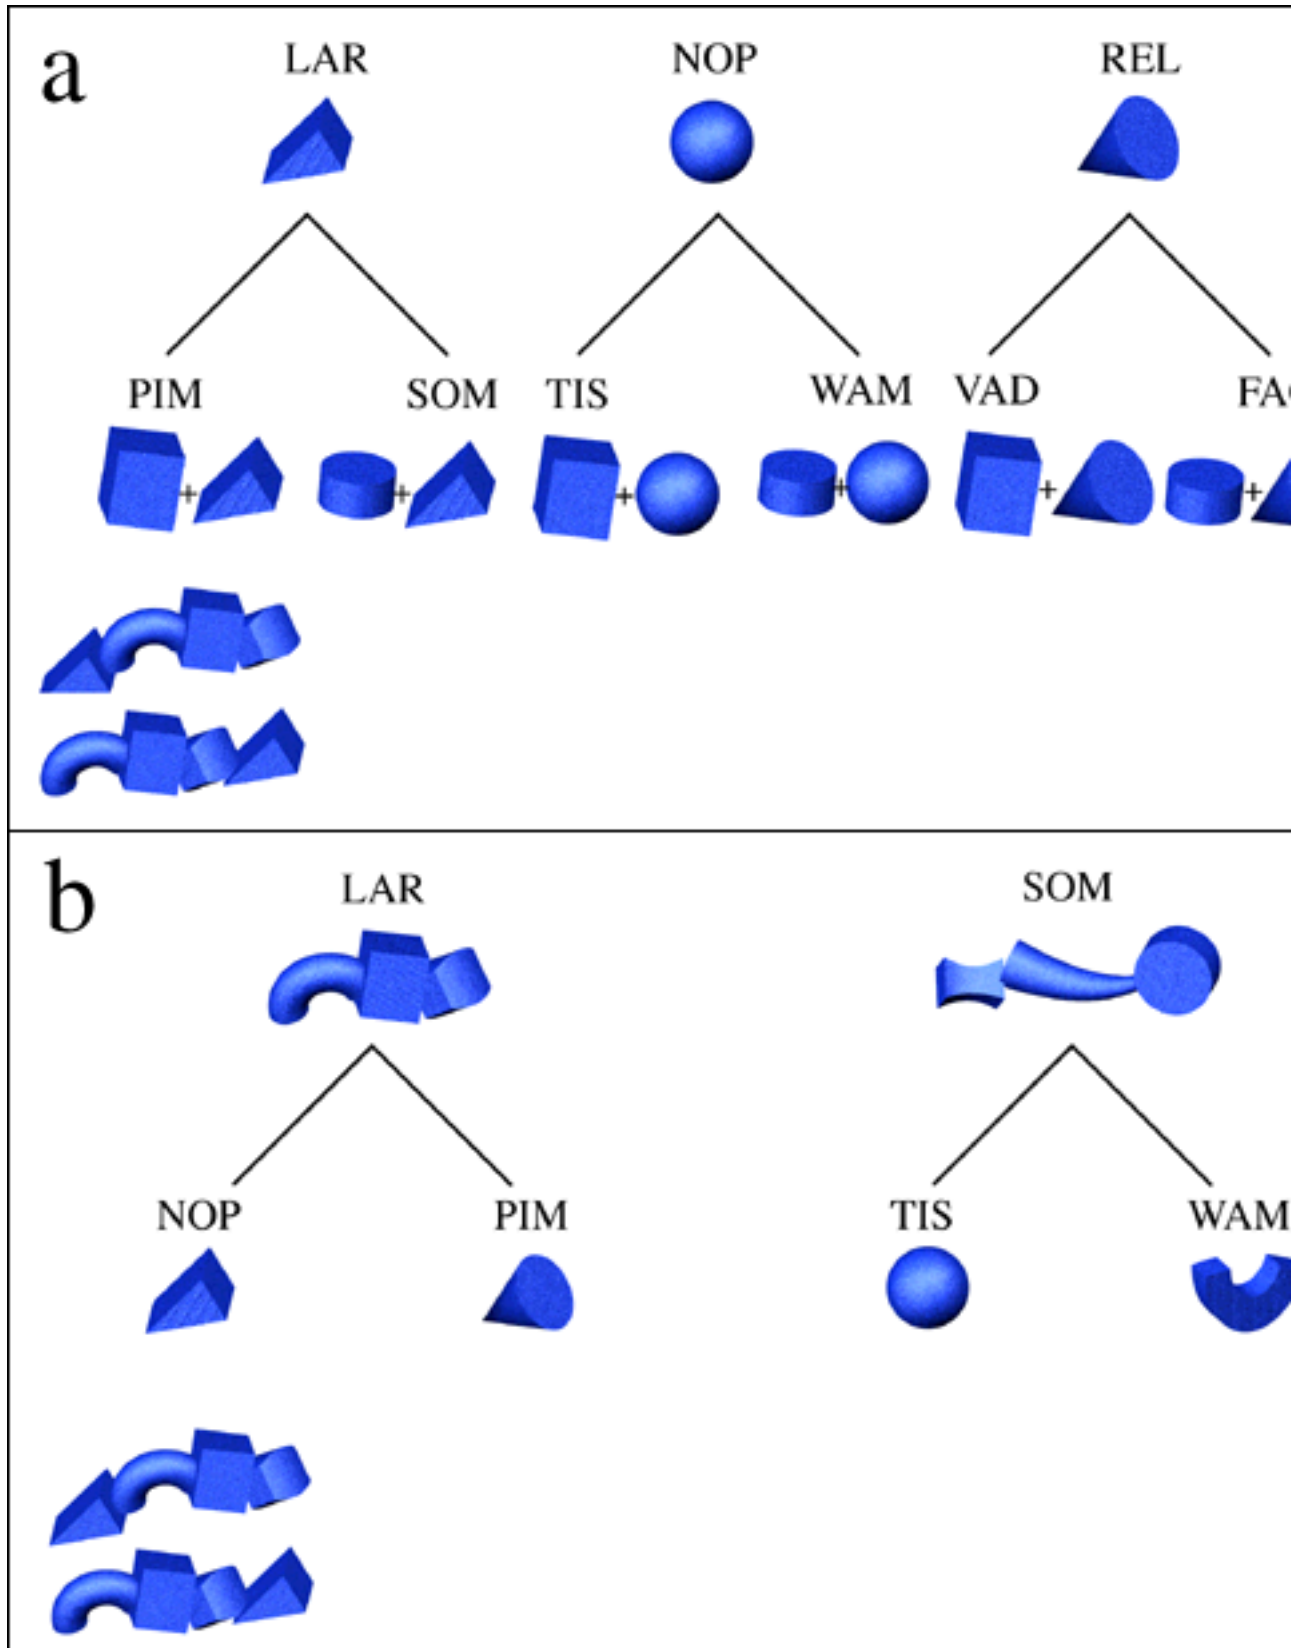 a
LAR NOP REL
PIM SOM TIS WAM VAD
+ + + + + +
b
LAR SOM
NOP PIM TIS WAM